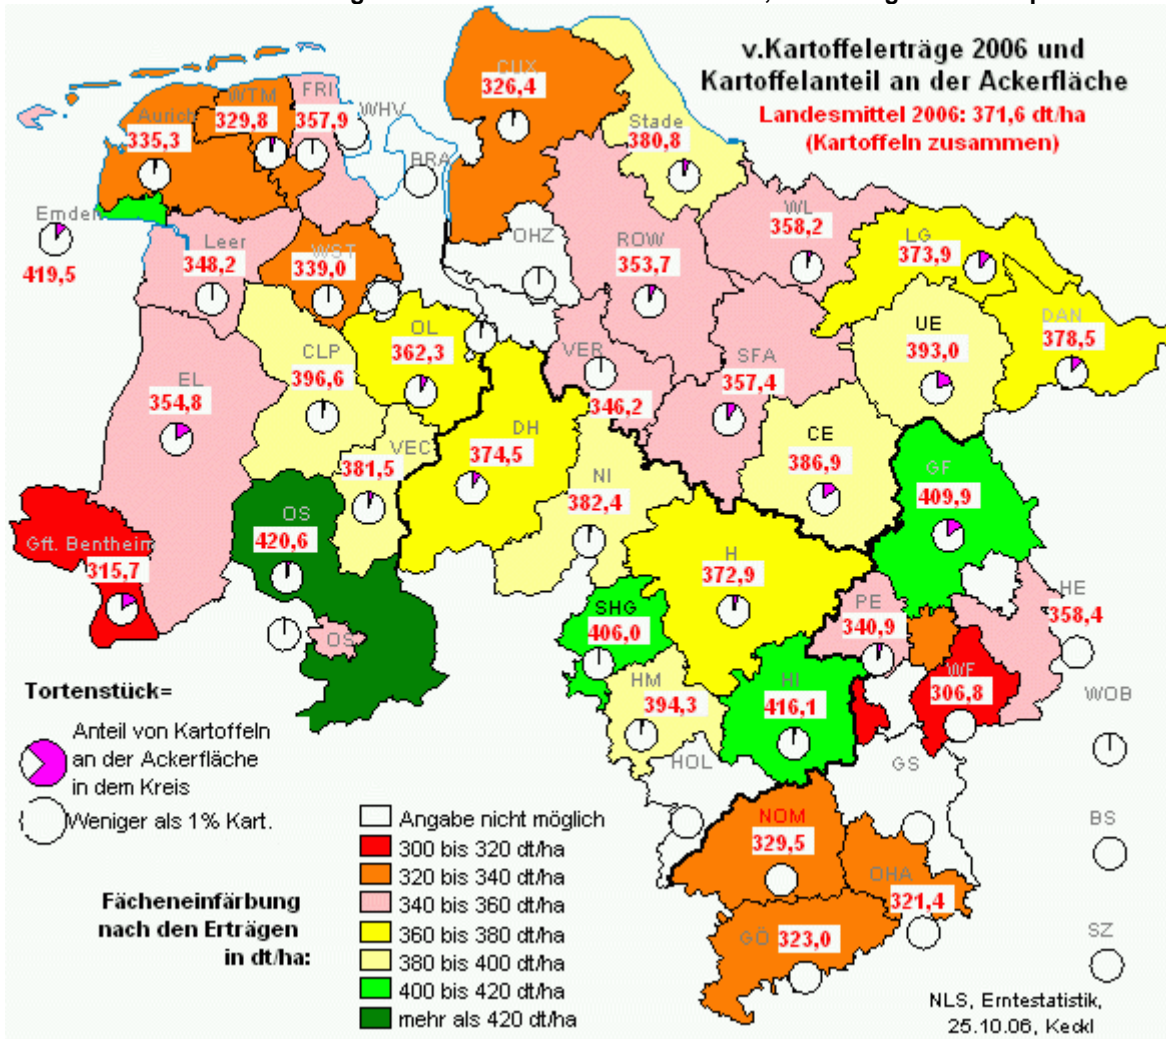 v.Kartoffelerträge 2006 und
Kartoffelanteil an der Ackerfläche
Landesmittel 2006: 371,6 dt/ha
(Kartoffeln zusammen)
CUX
326,4
WTM
329,8
FRI
357,9
WHV
Aurich
335,3
Stade
380,8
BRA
Emden
419,5
Leer
348,2
WST
339,0
OHZ
ROW
353,7
WL
358,2
LG
373,9
DAN
378,5
UE
393,0
OL
362,3
CLP
396,6
VER
346,2
SFA
357,4
EL
354,8
VEC
381,5
DH
374,5
NI
382,4
CE
386,9
GF
409,9
OS
420,6
Gft. Bentheim
315,7
H
372,9
SHG
406,0
PE
340,9
HE
358,4
OS
HM
394,3
HI
416,1
WF
306,8
WOB
HOL
GS
NOM
329,5
BS
OHA
321,4
GÖ 323,0
SZ
Tortenstück=
Anteil von Kartoffeln
an der Ackerfläche
in dem Kreis
Weniger als 1% Kart.
Fächeneinfärbung
nach den Erträgen
in dt/ha:
Angabe nicht möglich
300 bis 320 dt/ha
320 bis 340 dt/ha
340 bis 360 dt/ha
360 bis 380 dt/ha
380 bis 400 dt/ha
400 bis 420 dt/ha
mehr als 420 dt/ha
NLS, Erntestatistik,
25.10.06, Keckl